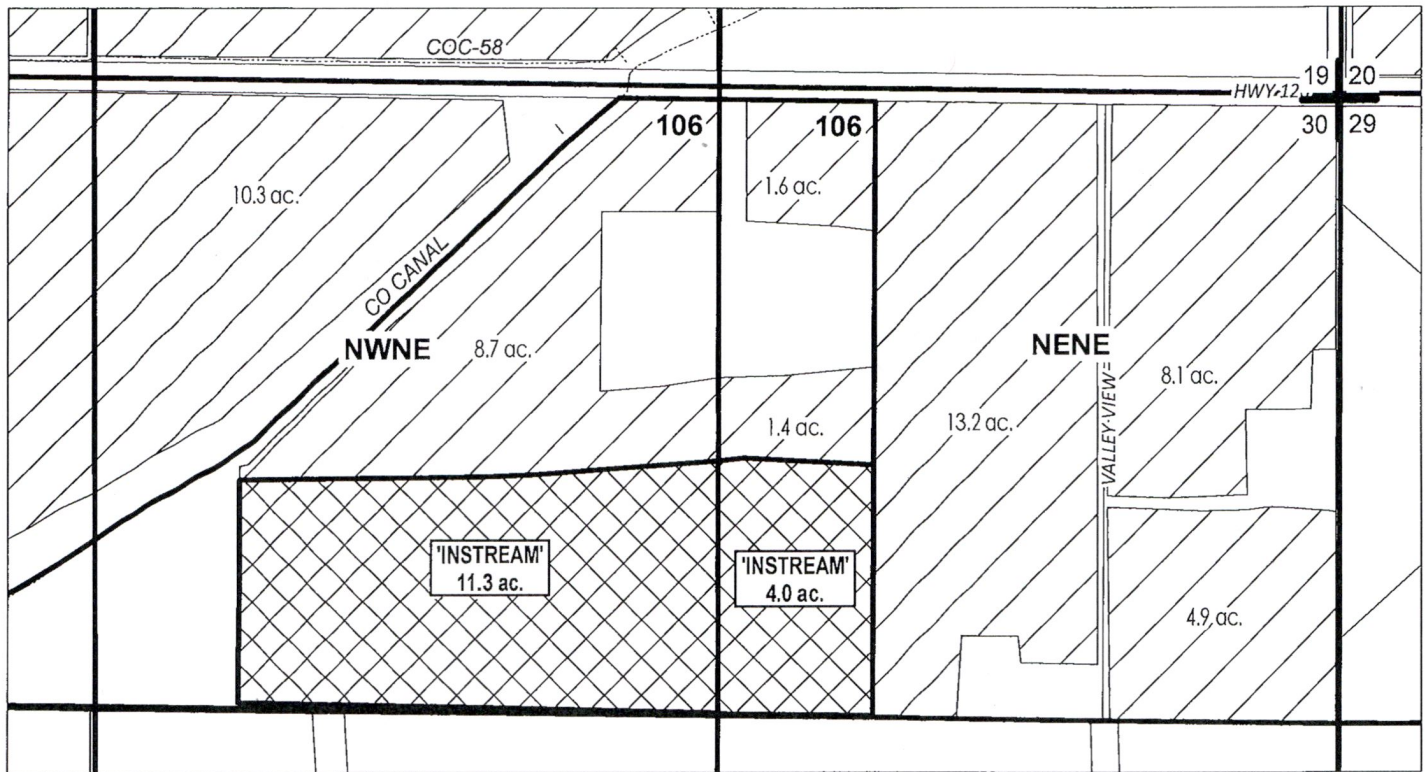 COC-58
19 20
HWY-12
30 29
106
106
10.3 ac.
1.6 ac.
CO CANAL
NWNE
8.7 ac.
NENE
8.1 ac.
VALLEY-VIEW
1.4 ac.
13.2 ac.
'INSTREAM'
11.3 ac.
'INSTREAM'
4.0 ac.
4.9 ac.